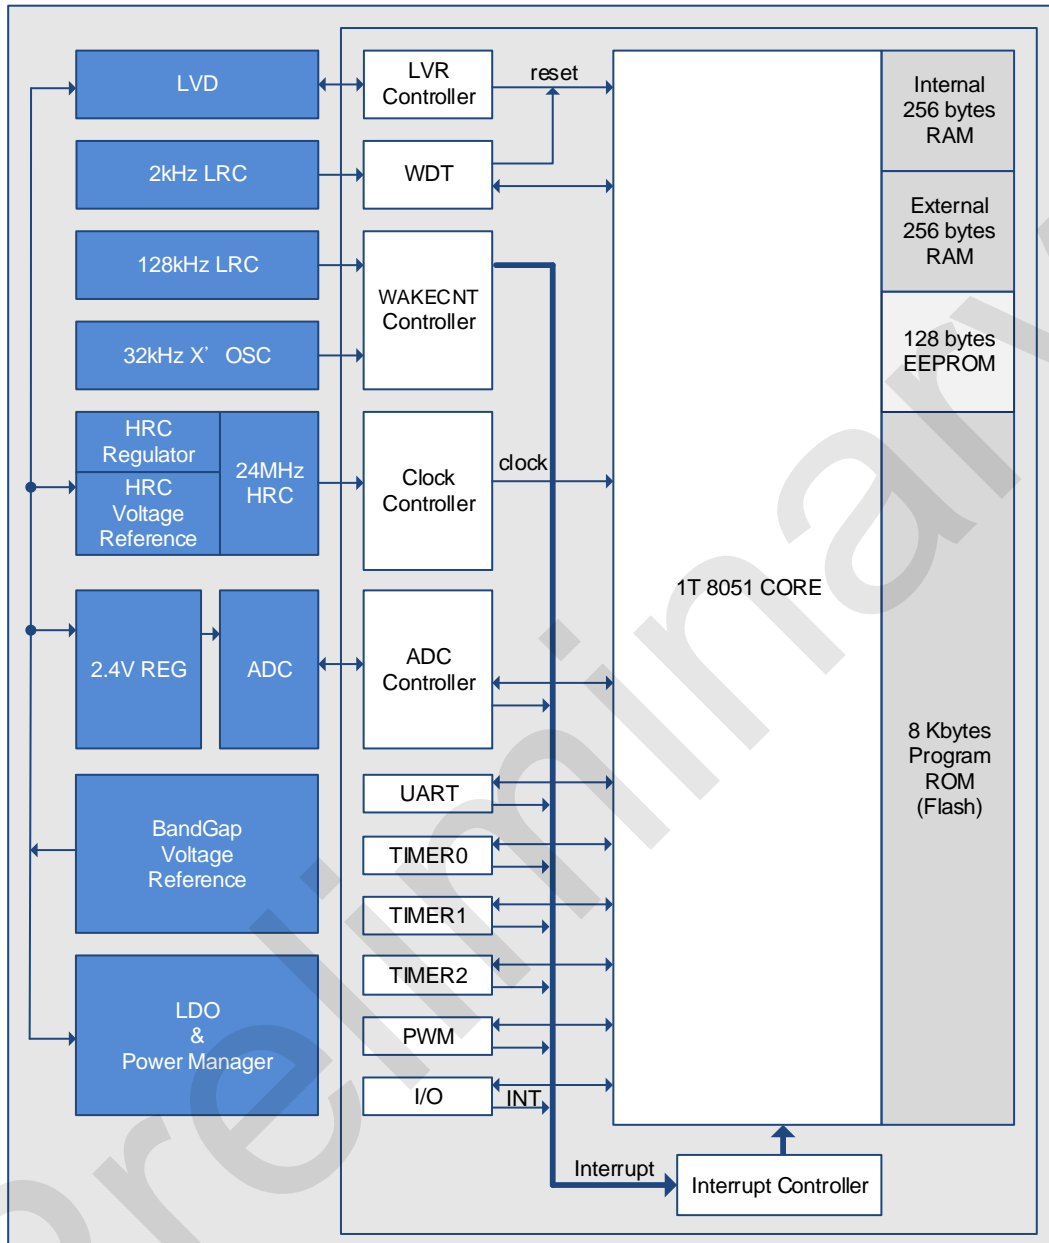 LVD
LVR
Controller
reset
Internal
256 bytes
RAM
2kHz LRC
WDT
External
256 bytes
RAM
128kHz LRC
WAKECNT
Controller
32kHz X’ OSC
128 bytes
EEPROM
HRC
Regulator
HRC
Voltage
Reference
24MHz
HRC
Clock
Controller
clock
1T 8051 CORE
2.4V REG
ADC
ADC
Controller
8 Kbytes
Program
ROM
(Flash)
UART
BandGap
Voltage
Reference
TIMER0
TIMER1
TIMER2
LDO
&
Power Manager
PWM
I/O
INT
Interrupt
Interrupt Controller
Preliminary